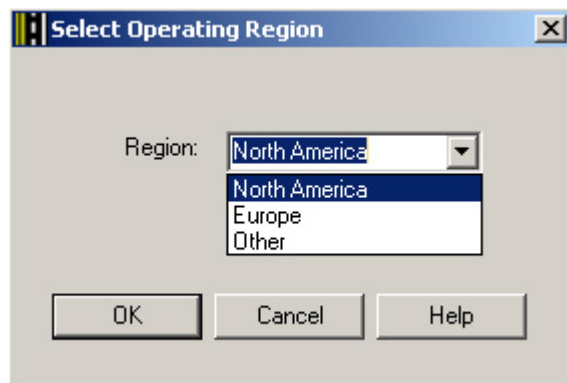 Select Operating Region
Region: North America
North America
Europe
Other
OK Cancel Help